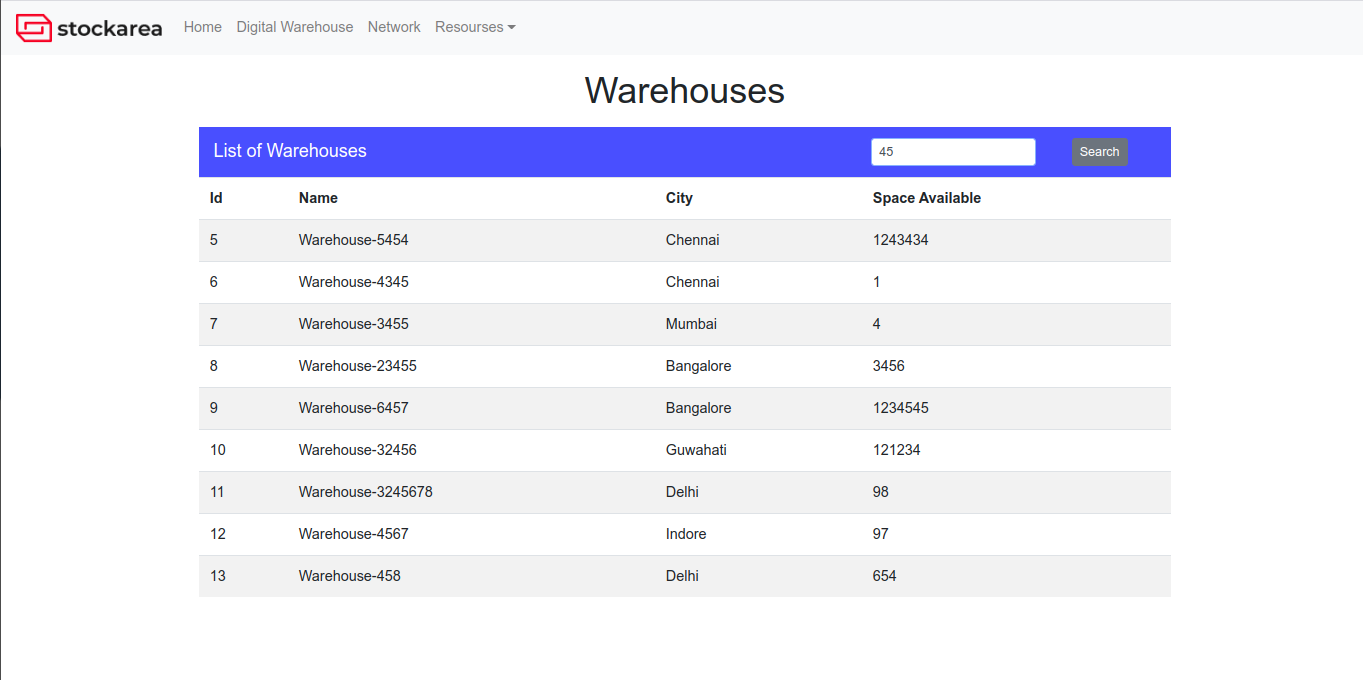 stockarea Home Digital Warehouse Network Resourses
Warehouses
List of Warehouses 45 Search
Id Name City Space Available
5 Warehouse-5454 Chennai 1243434
6 Warehouse-4345 Chennai 1
7 Warehouse-3455 Mumbai 4
8 Warehouse-23455 Bangalore 3456
9 Warehouse-6457 Bangalore 1234545
10 Warehouse-32456 Guwahati 121234
11 Warehouse-3245678 Delhi 98
12 Warehouse-4567 Indore 97
13 Warehouse-458 Delhi 654